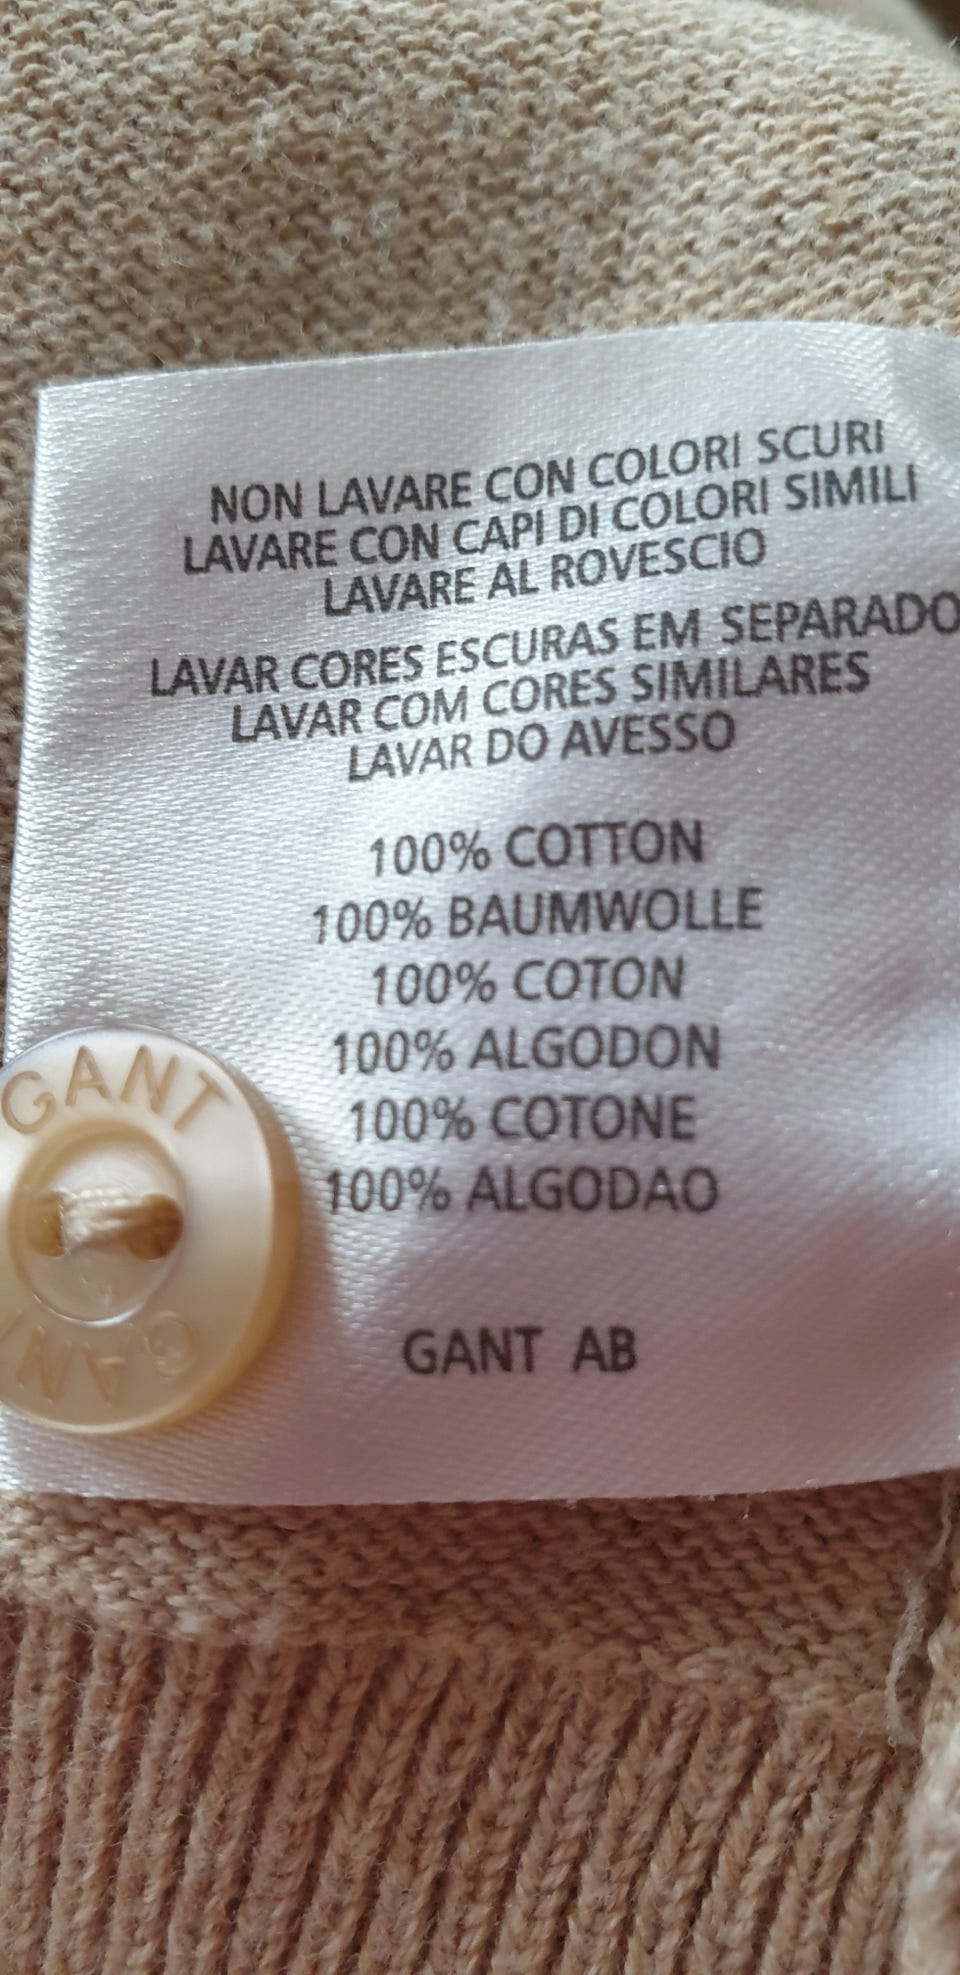 NON LAVARE CON COLORI SCURI
LAVARE CON CAPI DI COLORI SIMILI
LAVARE AL ROVESCIO
LAVAR CORES ESCURAS EM SEPARADO
LAVAR COM CORES SIMILARES
LAVAR DO AVESSO
100% COTTON
100% BAUMWOLLE
100% COTON
100% ALGODON
100% COTONE
100% ALGODAO
GANT AB
GANT
GANT